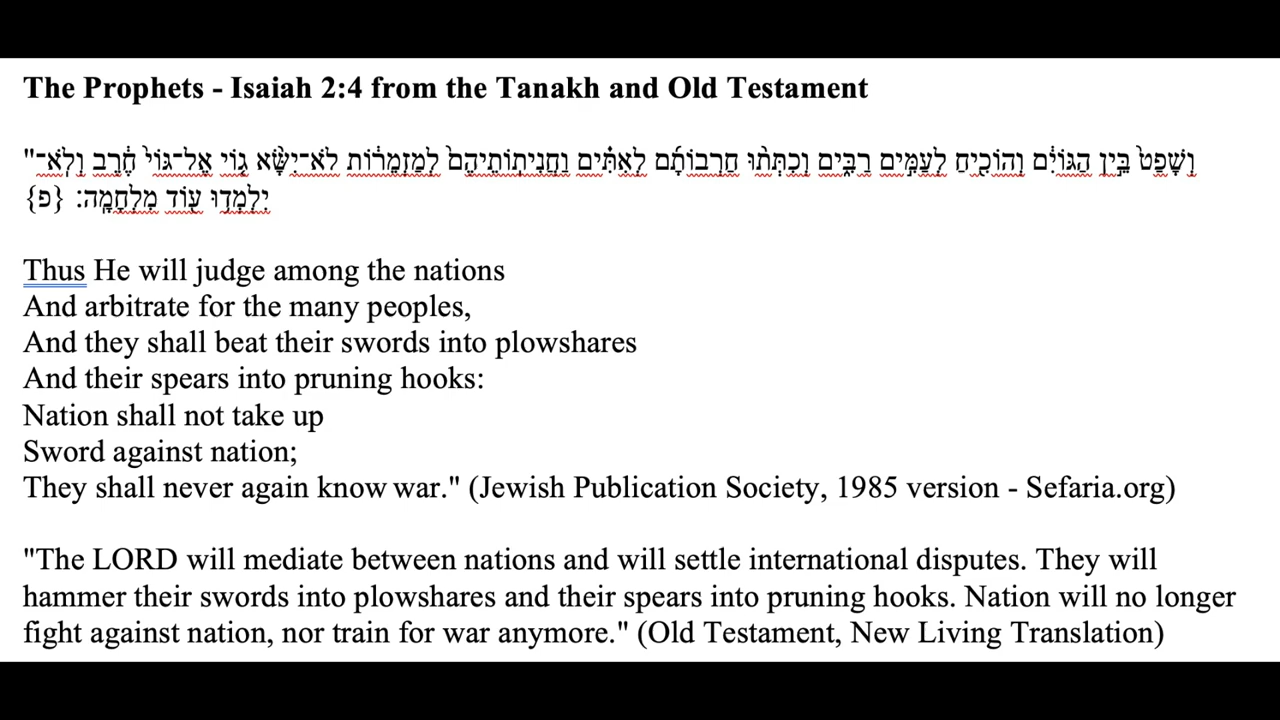 The Prophets - Isaiah 2:4 from the Tanakh and Old Testament
"וְשָׁפַט֙ בֵּ֣ין הַגּוֹיִ֔ם וְהוֹכִ֖יחַ לְעַמִּ֣ים רַבִּ֑ים וְכִתְּת֨וּ חַרְבוֹתָ֜ם לְאִתִּ֗ים וַחֲנִיתֽוֹתֵיהֶם֙ לְמַזְמֵר֔וֹת לֹא־יִשָּׂ֨א ג֤וֹי אֶל־גּוֹי֙ חֶ֔רֶב וְלֹא־
יִלְמְד֥וּ ע֖וֹד מִלְחָמָֽה׃ {פ}
Thus He will judge among the nations
And arbitrate for the many peoples,
And they shall beat their swords into plowshares
And their spears into pruning hooks:
Nation shall not take up
Sword against nation;
They shall never again know war." (Jewish Publication Society, 1985 version - Sefaria.org)
"The LORD will mediate between nations and will settle international disputes. They will
hammer their swords into plowshares and their spears into pruning hooks. Nation will no longer
fight against nation, nor train for war anymore." (Old Testament, New Living Translation)